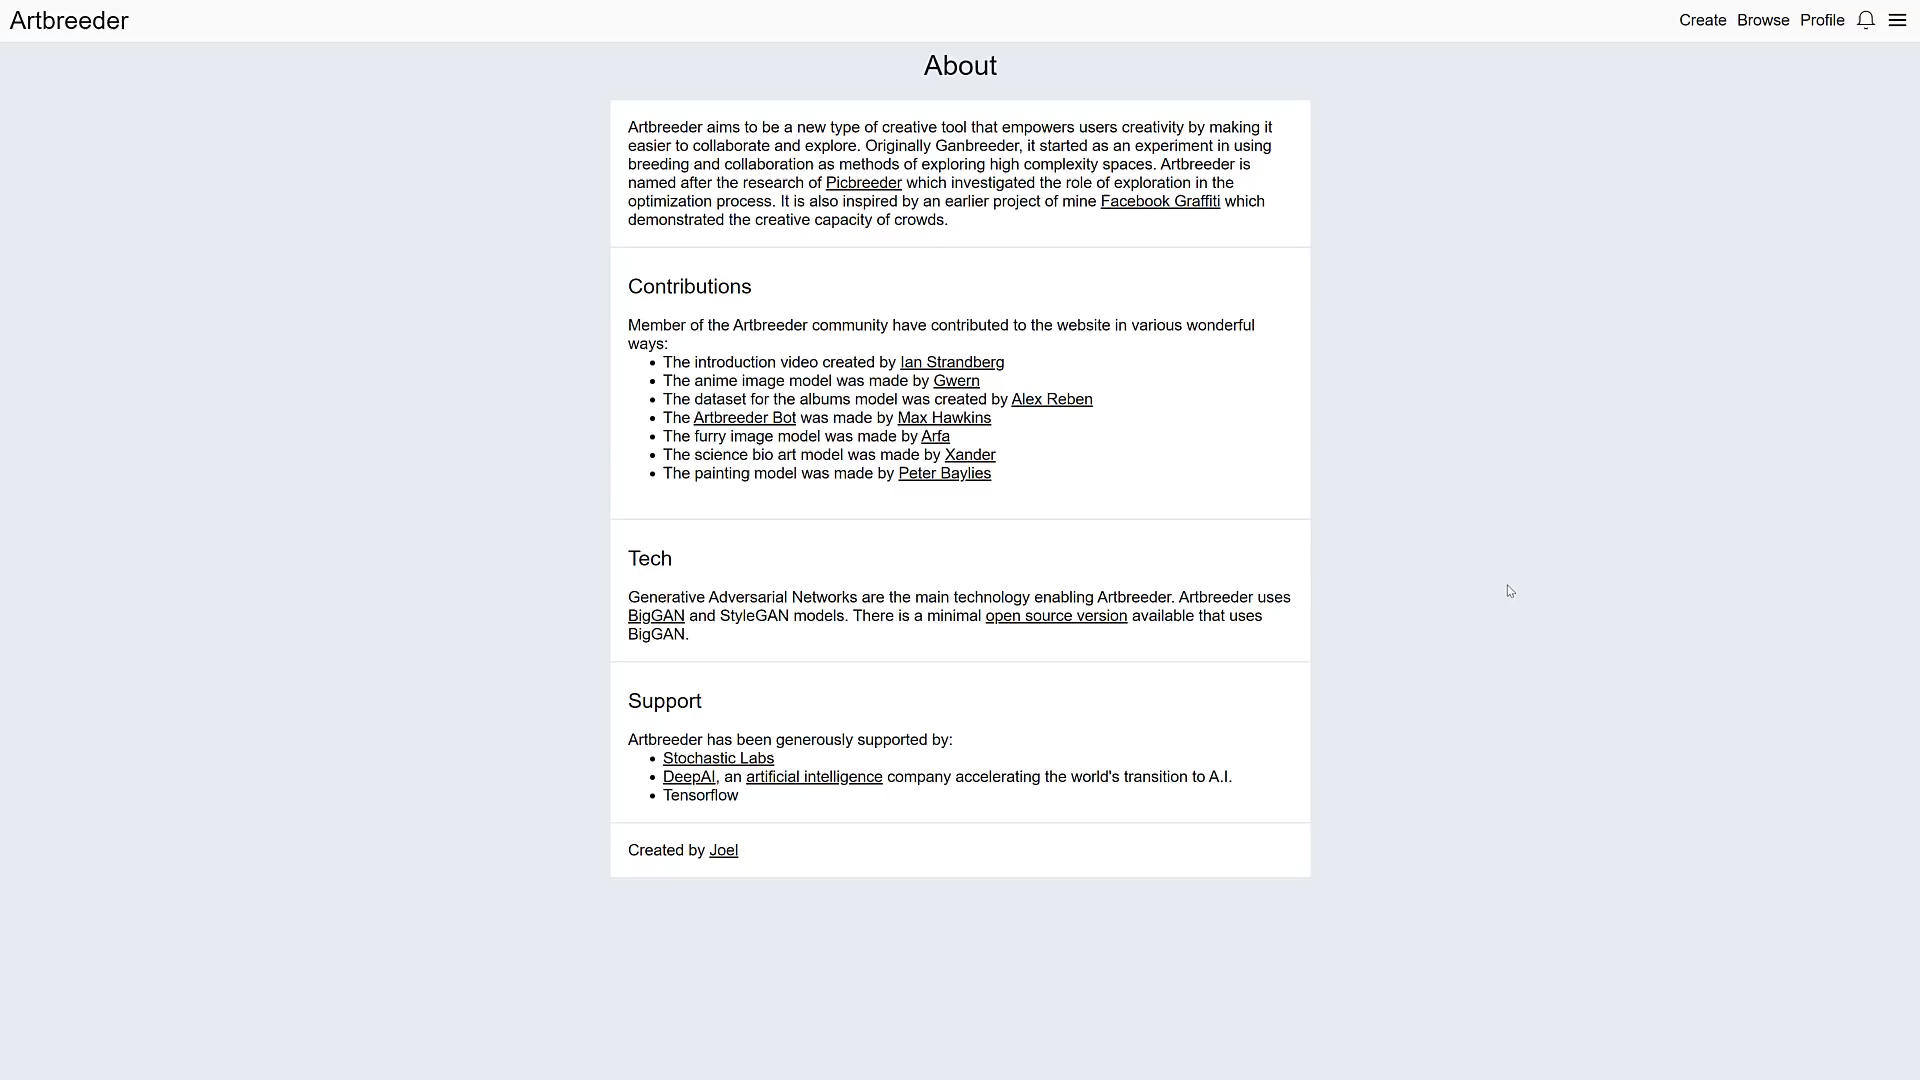 Artbreeder
Create Browse Profile
About
Artbreeder aims to be a new type of creative tool that empowers users creativity by making it
easier to collaborate and explore. Originally Ganbreeder, it started as an experiment in using
breeding and collaboration as methods of exploring high complexity spaces. Artbreeder is
named after the research of Picbreeder which investigated the role of exploration in the
optimization process. It is also inspired by an earlier project of mine Facebook Graffiti which
demonstrated the creative capacity of crowds.
Contributions
Member of the Artbreeder community have contributed to the website in various wonderful
ways:
• The introduction video created by Ian Strandberg
• The anime image model was made by Gwern
• The dataset for the albums model was created by Alex Reben
• The Artbreeder Bot was made by Max Hawkins
• The furry image model was made by Arfa
• The science bio art model was made by Xander
• The painting model was made by Peter Baylies
Tech
Generative Adversarial Networks are the main technology enabling Artbreeder. Artbreeder uses
BigGAN and StyleGAN models. There is a minimal open source version available that uses
BigGAN.
Support
Artbreeder has been generously supported by:
• Stochastic Labs
• DeepAI, an artificial intelligence company accelerating the world's transition to A.I.
• Tensorflow
Created by Joel